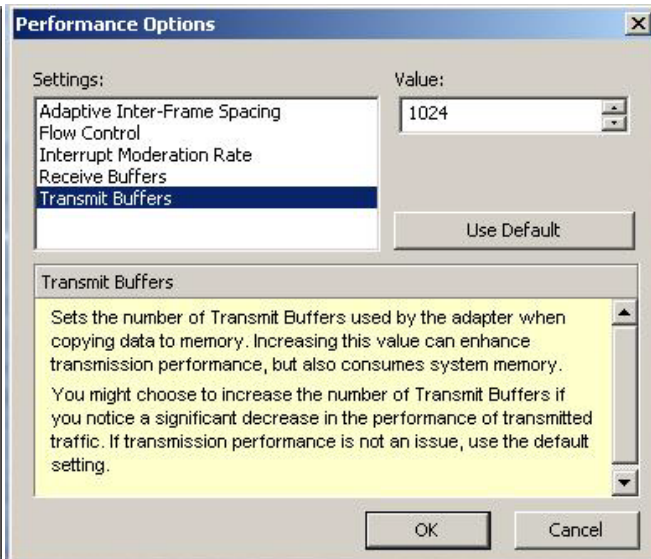 Performance Options
Settings:
Value:
Adaptive Inter-Frame Spacing
Flow Control
Interrupt Moderation Rate
Receive Buffers
Transmit Buffers
1024
Use Default
Transmit Buffers
Sets the number of Transmit Buffers used by the adapter when
copying data to memory. Increasing this value can enhance
transmission performance, but also consumes system memory.
You might choose to increase the number of Transmit Buffers if
you notice a significant decrease in the performance of transmitted
traffic. If transmission performance is not an issue, use the default
setting.
OK
Cancel